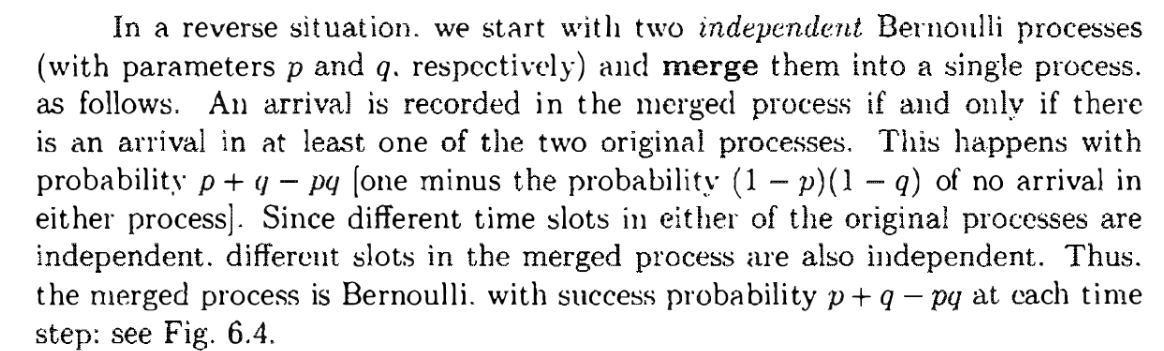 In a reverse situation. we start with two independent Bernoulli processes
(with parameters p and q. respectively) and merge them into a single process.
as follows. An arrival is recorded in the merged process if and only if there
is an arrival in at least one of the two original processes. This happens with
probability p + q − pq [one minus the probability (1 − p)(1 − q) of no arrival in
either process]. Since different time slots in either of the original processes are
independent. different slots in the merged process are also independent. Thus.
the merged process is Bernoulli. with success probability p + q − pq at each time
step: see Fig. 6.4.